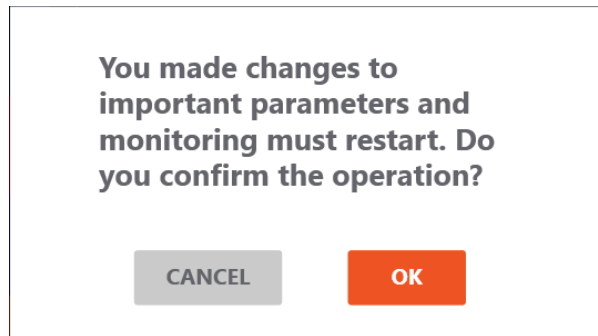 You made changes to
important parameters and
monitoring must restart. Do
you confirm the operation?
CANCEL
OK